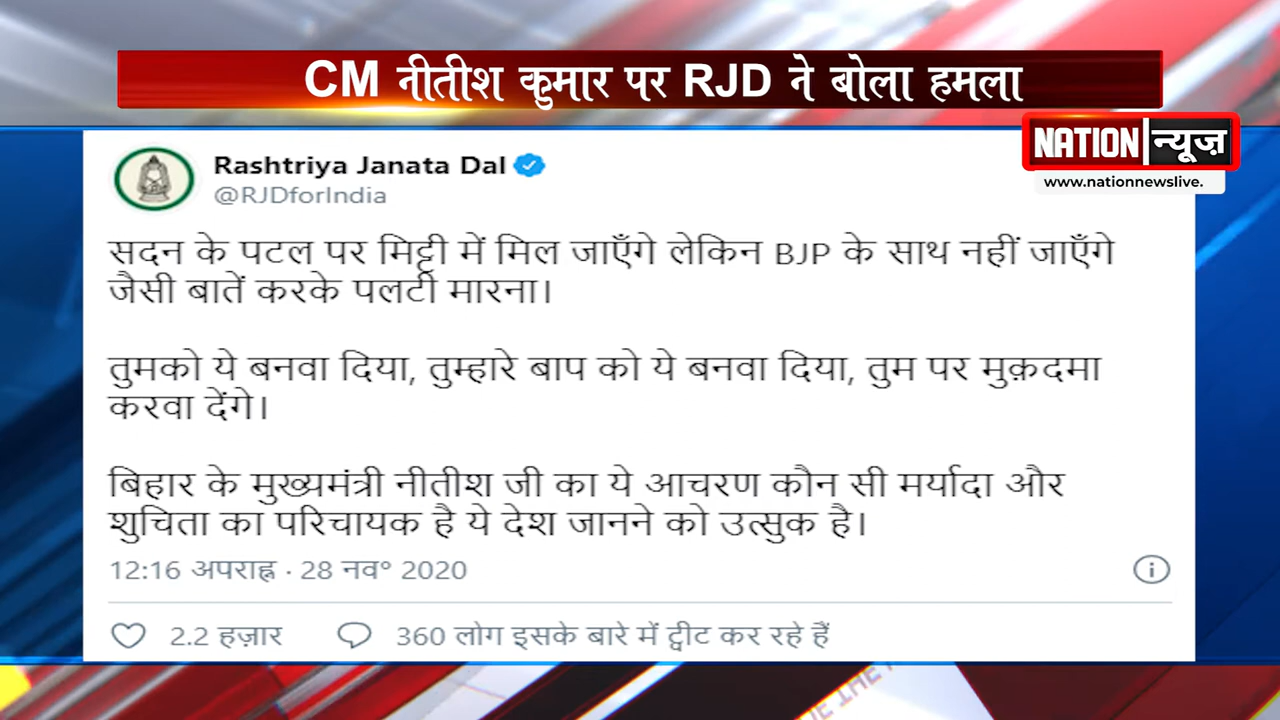 CM नीतीश कुमार पर RJD ने बोला हमला
NATION न्यूज़
www.nationnewslive.
Rashtriya Janata Dal
@RJDforIndia
सदन के पटल पर मिट्टी में मिल जाएँगे लेकिन BJP के साथ नहीं जाएँगे
जैसी बातें करके पलटी मारना।
तुमको ये बनवा दिया, तुम्हारे बाप को ये बनवा दिया, तुम पर मुक़दमा
करवा देंगे।
बिहार के मुख्यमंत्री नीतीश जी का ये आचरण कौन सी मर्यादा और
शुचिता का परिचायक है ये देश जानने को उत्सुक है।
12:16 अपराह्न · 28 नव॰ 2020
2.2 हज़ार
360 लोग इसके बारे में ट्वीट कर रहे हैं